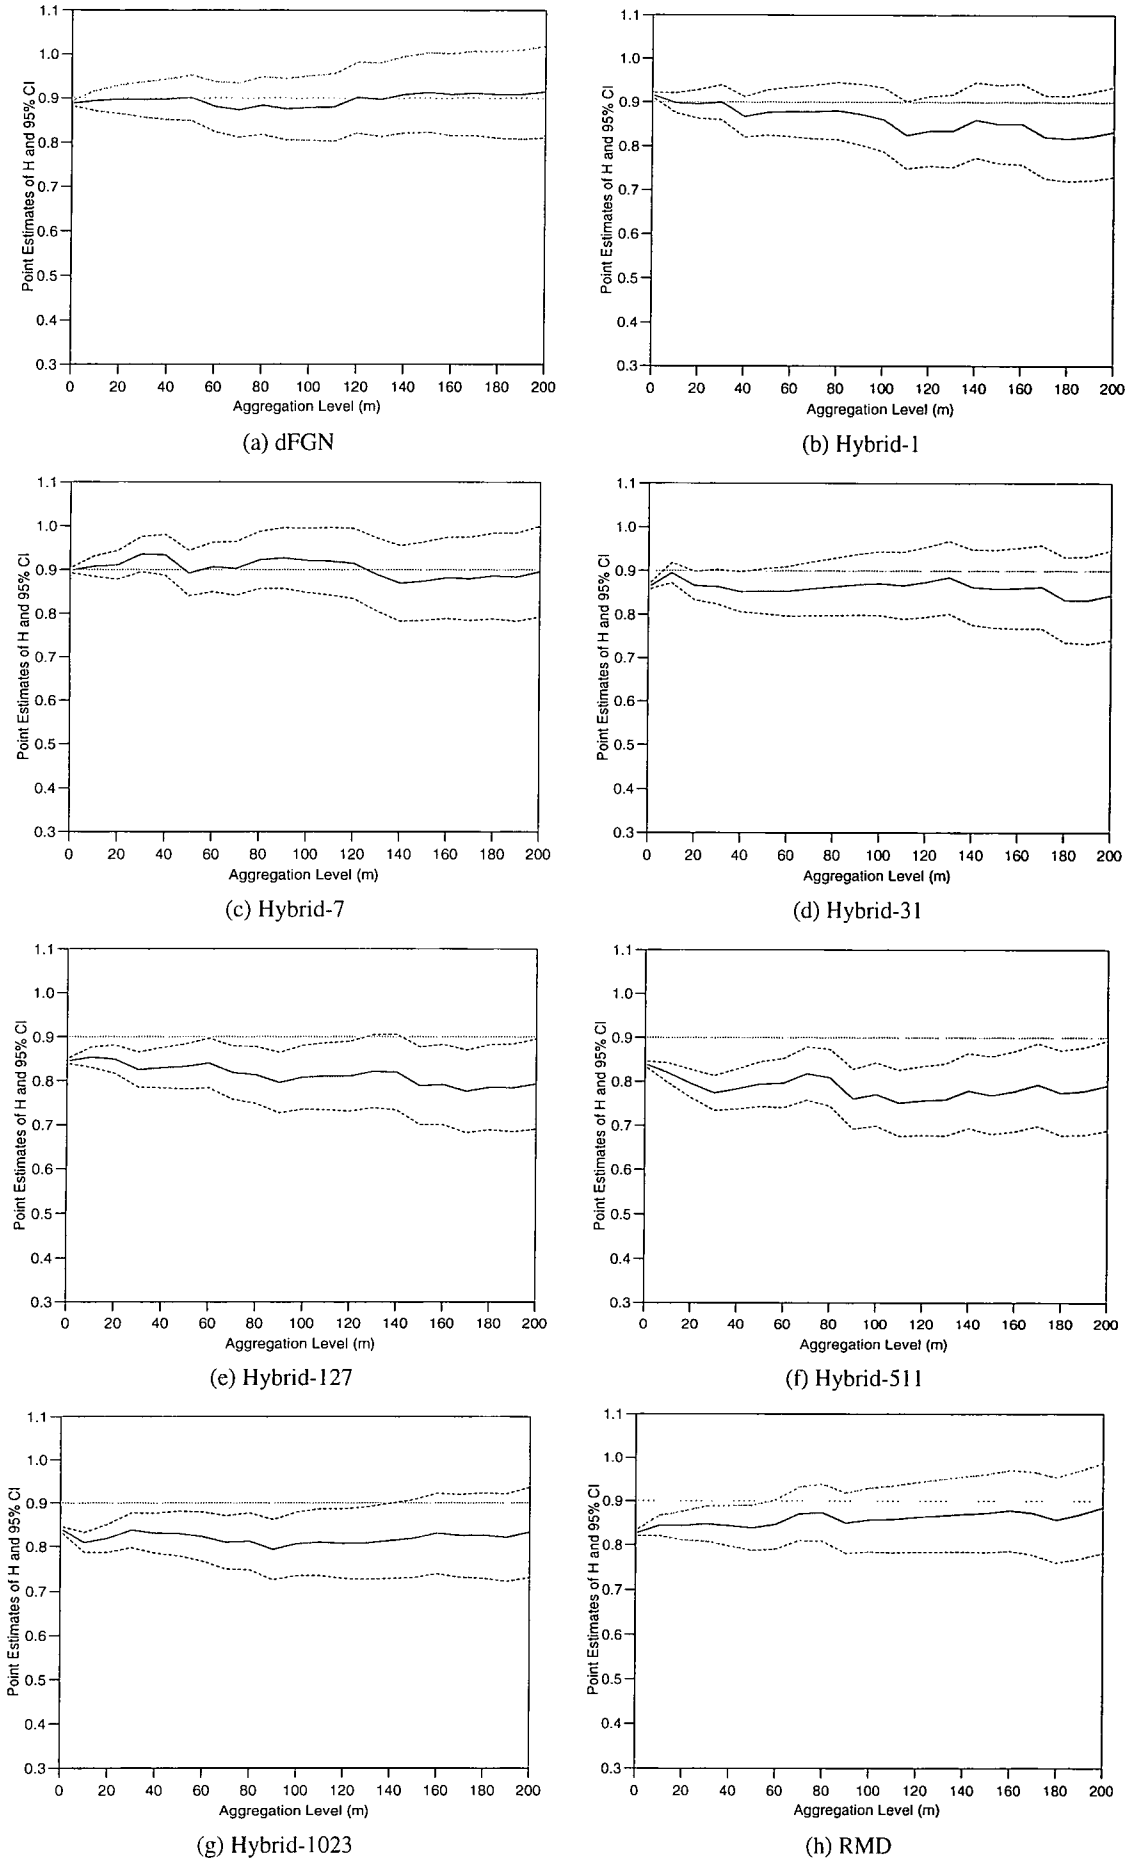 Point Estimates of H and 95% CI
1.1
1.0
0.9
0.8
0.7
0.6
0.5
0.4
0.3
0 20 40 60 80 100 120 140 160 180 200
Aggregation Level (m)
(a) dFGN
Point Estimates of H and 95% CI
1.1
1.0
0.9
0.8
0.7
0.6
0.5
0.4
0.3
0 20 40 60 80 100 120 140 160 180 200
Aggregation Level (m)
(b) Hybrid-1
Point Estimates of H and 95% CI
1.1
1.0
0.9
0.8
0.7
0.6
0.5
0.4
0.3
0 20 40 60 80 100 120 140 160 180 200
Aggregation Level (m)
(c) Hybrid-7
Point Estimates of H and 95% CI
1.1
1.0
0.9
0.8
0.7
0.6
0.5
0.4
0.3
0 20 40 60 80 100 120 140 160 180 200
Aggregation Level (m)
(d) Hybrid-31
Point Estimates of H and 95% CI
1.1
1.0
0.9
0.8
0.7
0.6
0.5
0.4
0.3
0 20 40 60 80 100 120 140 160 180 200
Aggregation Level (m)
(e) Hybrid-127
Point Estimates of H and 95% CI
1.1
1.0
0.9
0.8
0.7
0.6
0.5
0.4
0.3
0 20 40 60 80 100 120 140 160 180 200
Aggregation Level (m)
(f) Hybrid-511
Point Estimates of H and 95% CI
1.1
1.0
0.9
0.8
0.7
0.6
0.5
0.4
0.3
0 20 40 60 80 100 120 140 160 180 200
Aggregation Level (m)
(g) Hybrid-1023
Point Estimates of H and 95% CI
1.1
1.0
0.9
0.8
0.7
0.6
0.5
0.4
0.3
0 20 40 60 80 100 120 140 160 180 200
Aggregation Level (m)
(h) RMD